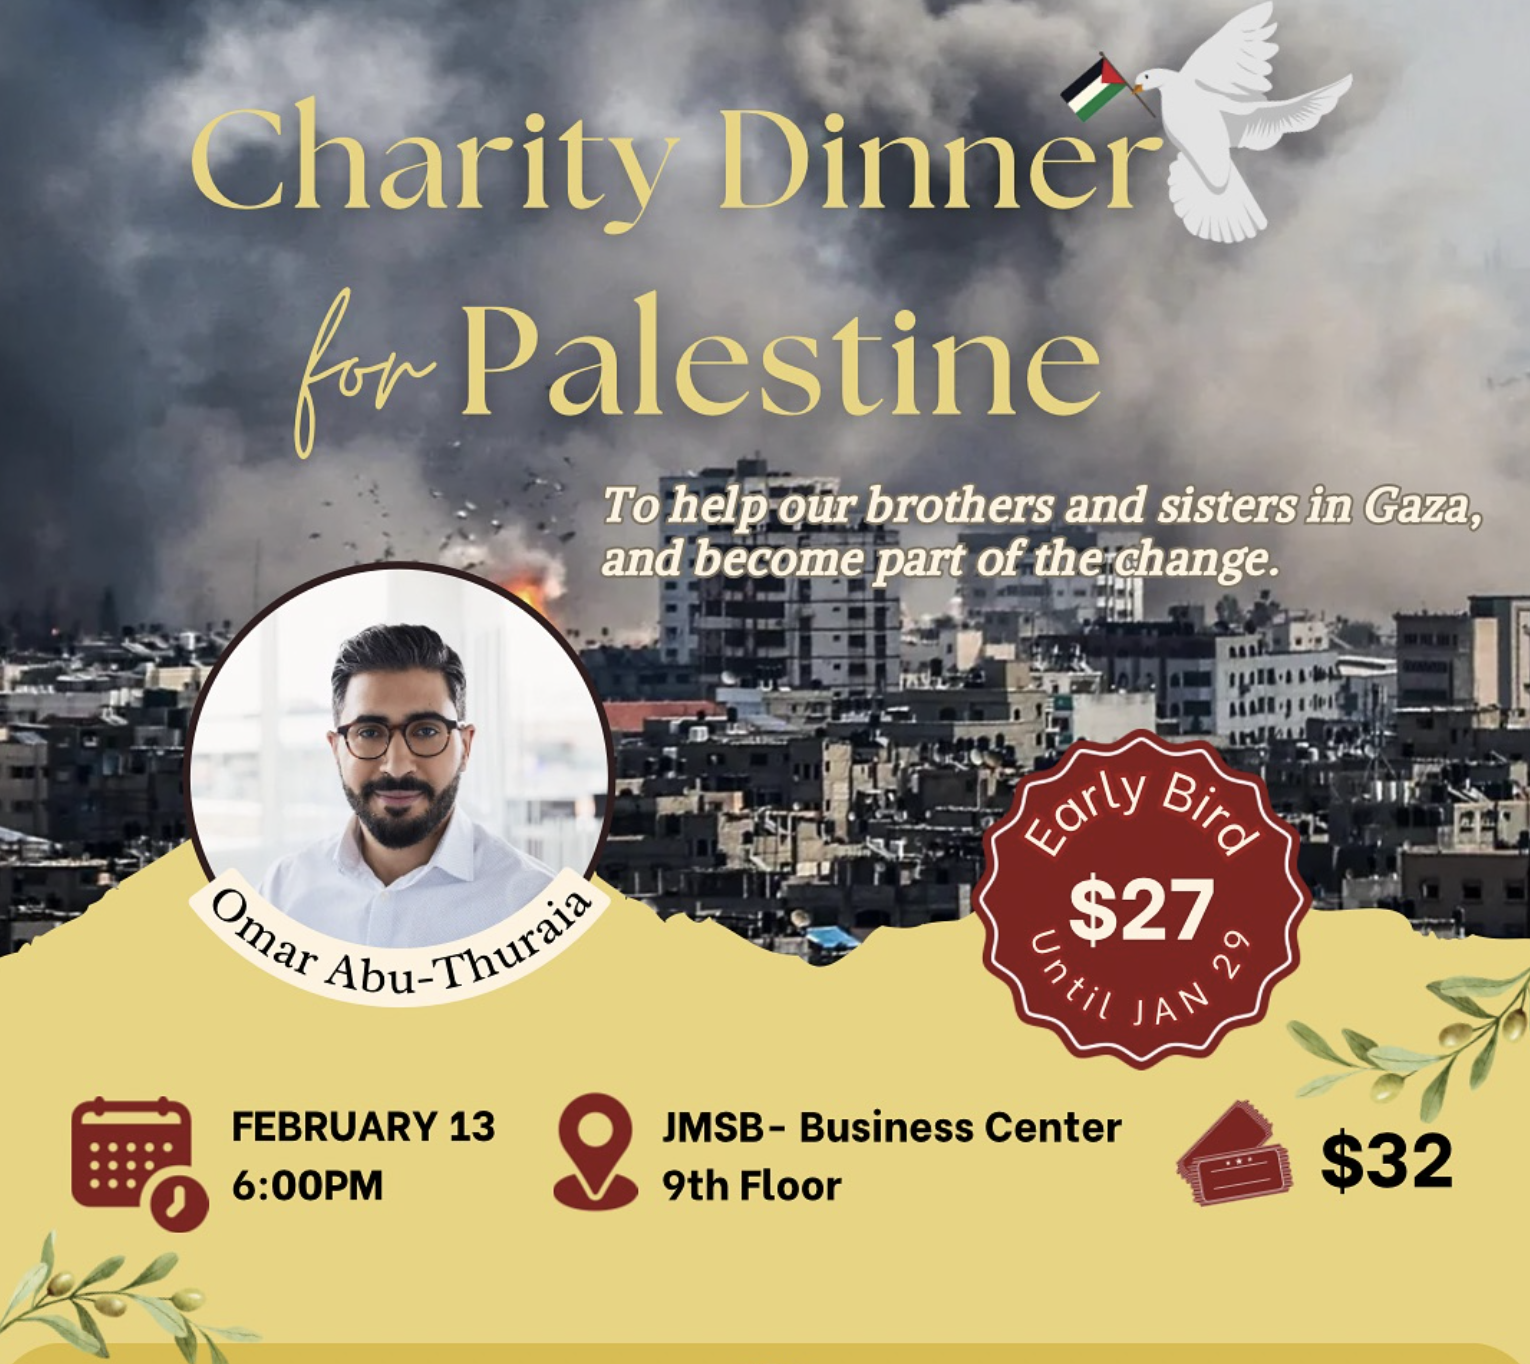 Charity Dinner
for Palestine
To help our brothers and sisters in Gaza,
and become part of the change.
Omar Abu-Thuraia
Early Bird
$27
Until JAN 29
FEBRUARY 13
6:00PM
JMSB- Business Center
9th Floor
$32